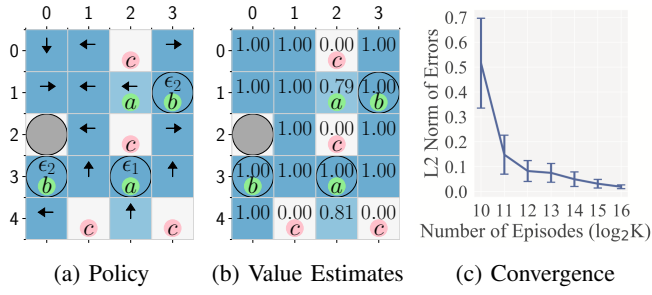 0 1 2 3
0 c
1 a ϵ₂ b
2 c
3 ϵ₂ b ϵ₁ a
4 c c
(a) Policy
0 1 2 3
0 1.00 1.00 0.00 c 1.00
1 1.00 1.00 0.79 a 1.00 b
2 1.00 0.00 c 1.00
3 1.00 b 1.00 1.00 a 1.00
4 1.00 0.00 c 0.81 0.00 c
(b) Value Estimates
L2 Norm of Errors
0.7
0.6
0.5
0.4
0.3
0.2
0.1
0.0
10 11 12 13 14 15 16
Number of Episodes (log₂K)
(c) Convergence